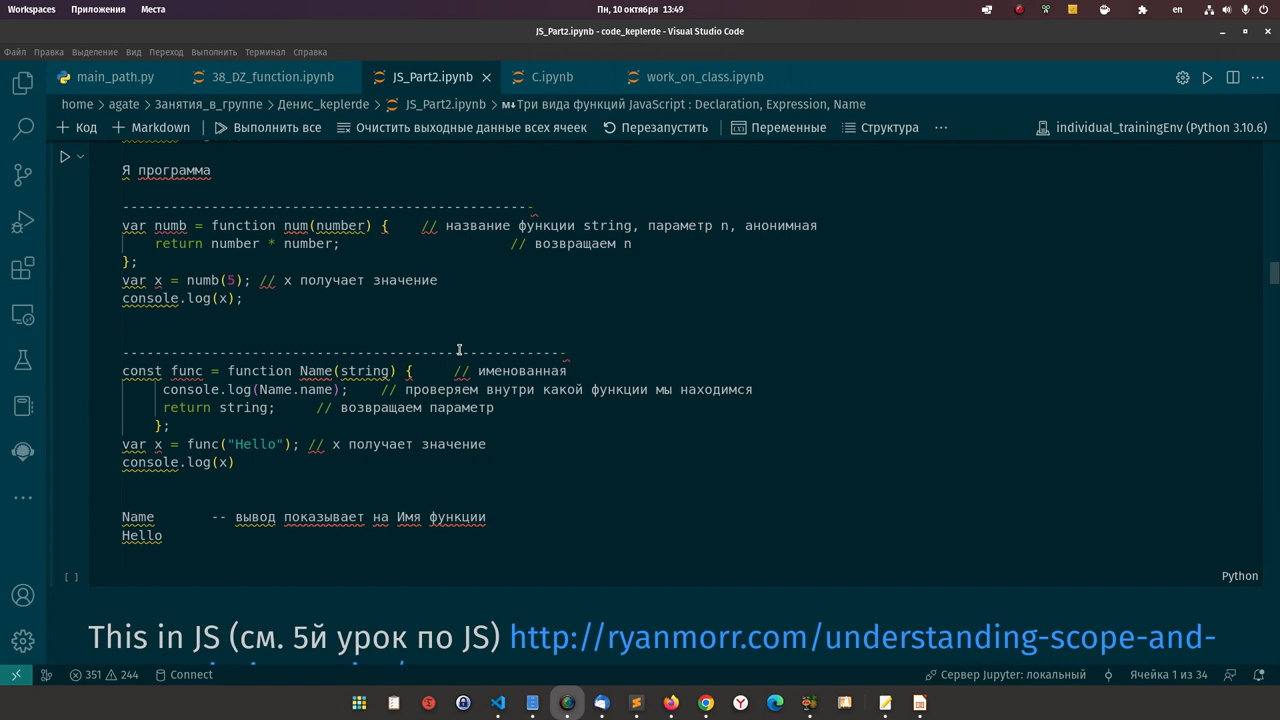 Workspaces Приложения Места Пн, 10 октября 13:49 en
JS_Part2.ipynb - code_keplerde - Visual Studio Code
Файл Правка Выделение Вид Переход Выполнить Терминал Справка
main_path.py 38_DZ_function.ipynb JS_Part2.ipynb C.ipynb work_on_class.ipynb
home > agate > Занятия_в_группе > Денис_keplerde > JS_Part2.ipynb > M↓Три вида функций JavaScript : Declaration, Expression, Name
+ Код + Markdown Выполнить все Очистить выходные данные всех ячеек Перезапустить Переменные Структура ··· individual_trainingEnv (Python 3.10.6)
Я программа
---------------------------------------------------
var numb = function num(number) { // название функции string, параметр n, анонимная
return number * number; // возвращаем n
};
var x = numb(5); // x получает значение
console.log(x);
-------------------------------------------------------
const func = function Name(string) { // именованная
console.log(Name.name); // проверяем внутри какой функции мы находимся
return string; // возвращаем параметр
};
var x = func("Hello"); // x получает значение
console.log(x)
Name -- вывод показывает на Имя функции
Hello
[ ] Python
This in JS (см. 5й урок по JS) http://ryanmorr.com/understanding-scope-and-
351 244 Connect Сервер Jupyter: локальный Ячейка 1 из 34